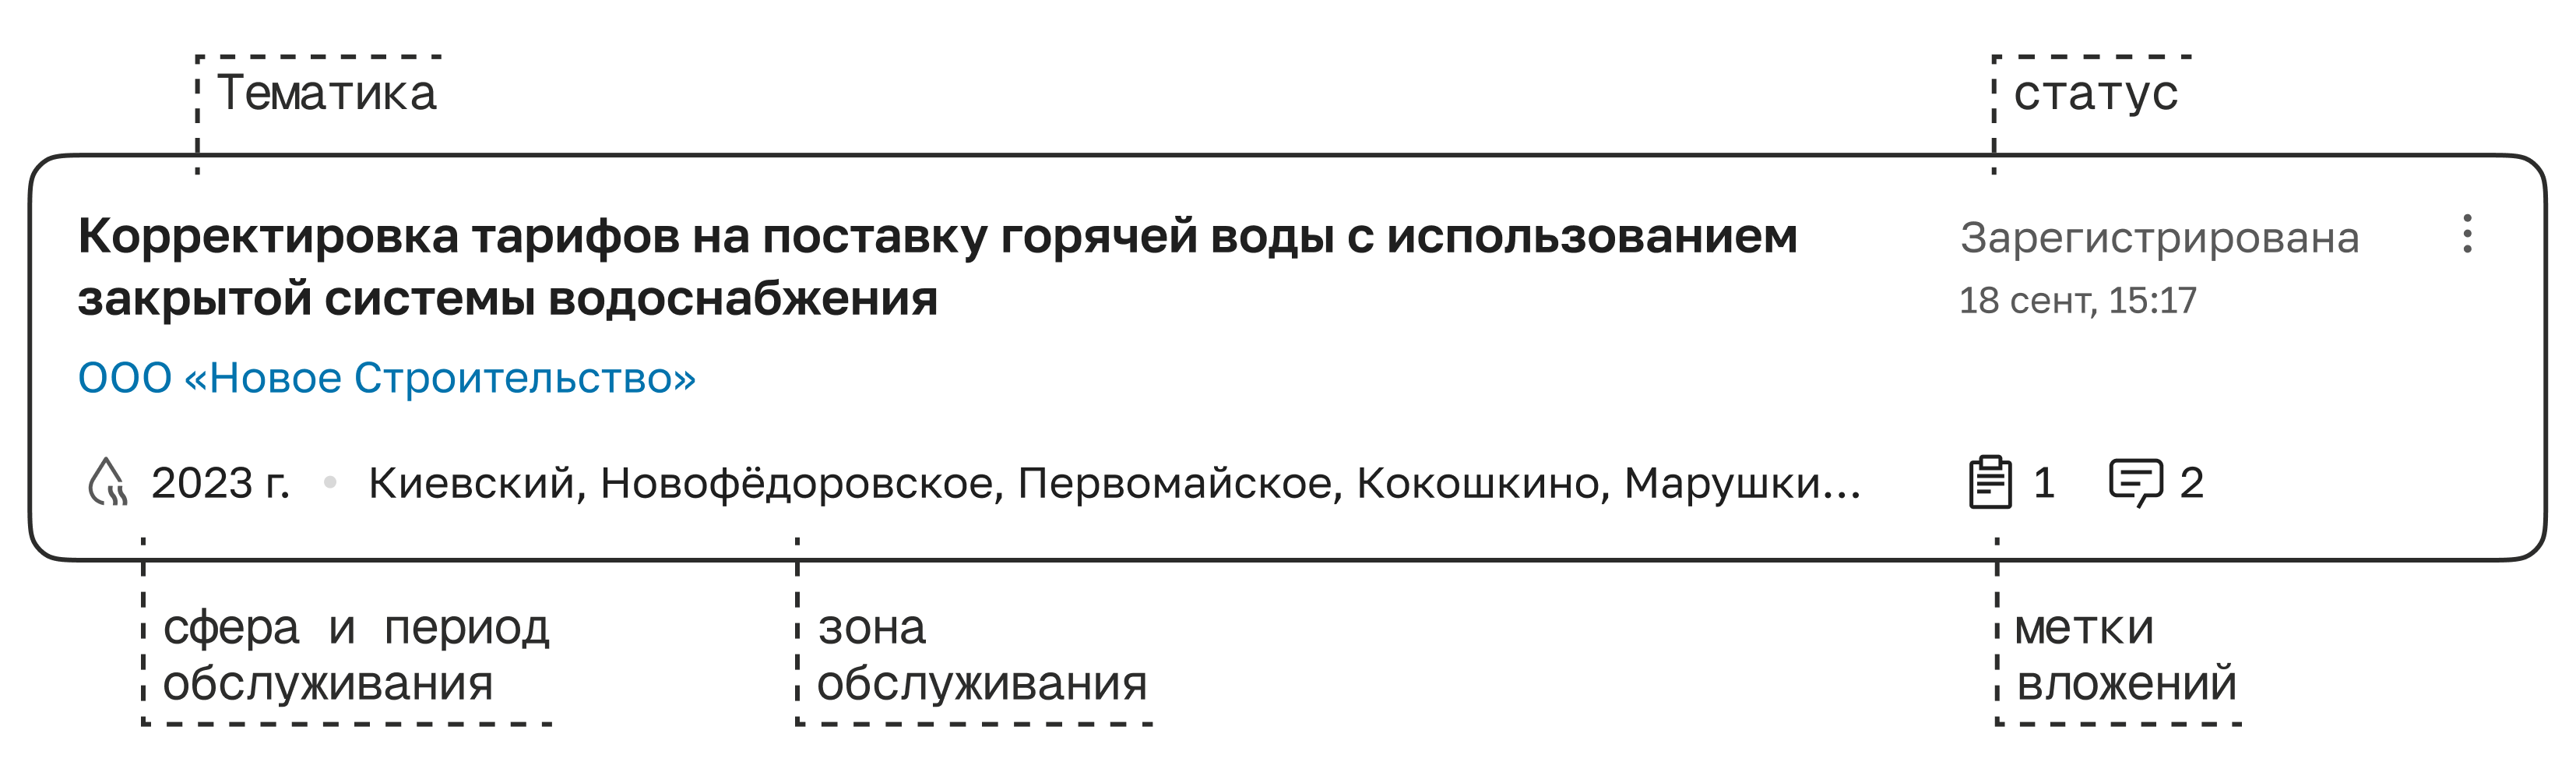 Тематика
статус
Корректировка тарифов на поставку горячей воды с использованием
закрытой системы водоснабжения
Зарегистрирована
18 сент, 15:17
ООО «Новое Строительство»
2023 г. • Киевский, Новофёдоровское, Первомайское, Кокошкино, Марушки...
1 2
сфера и период
обслуживания
зона
обслуживания
метки
вложений